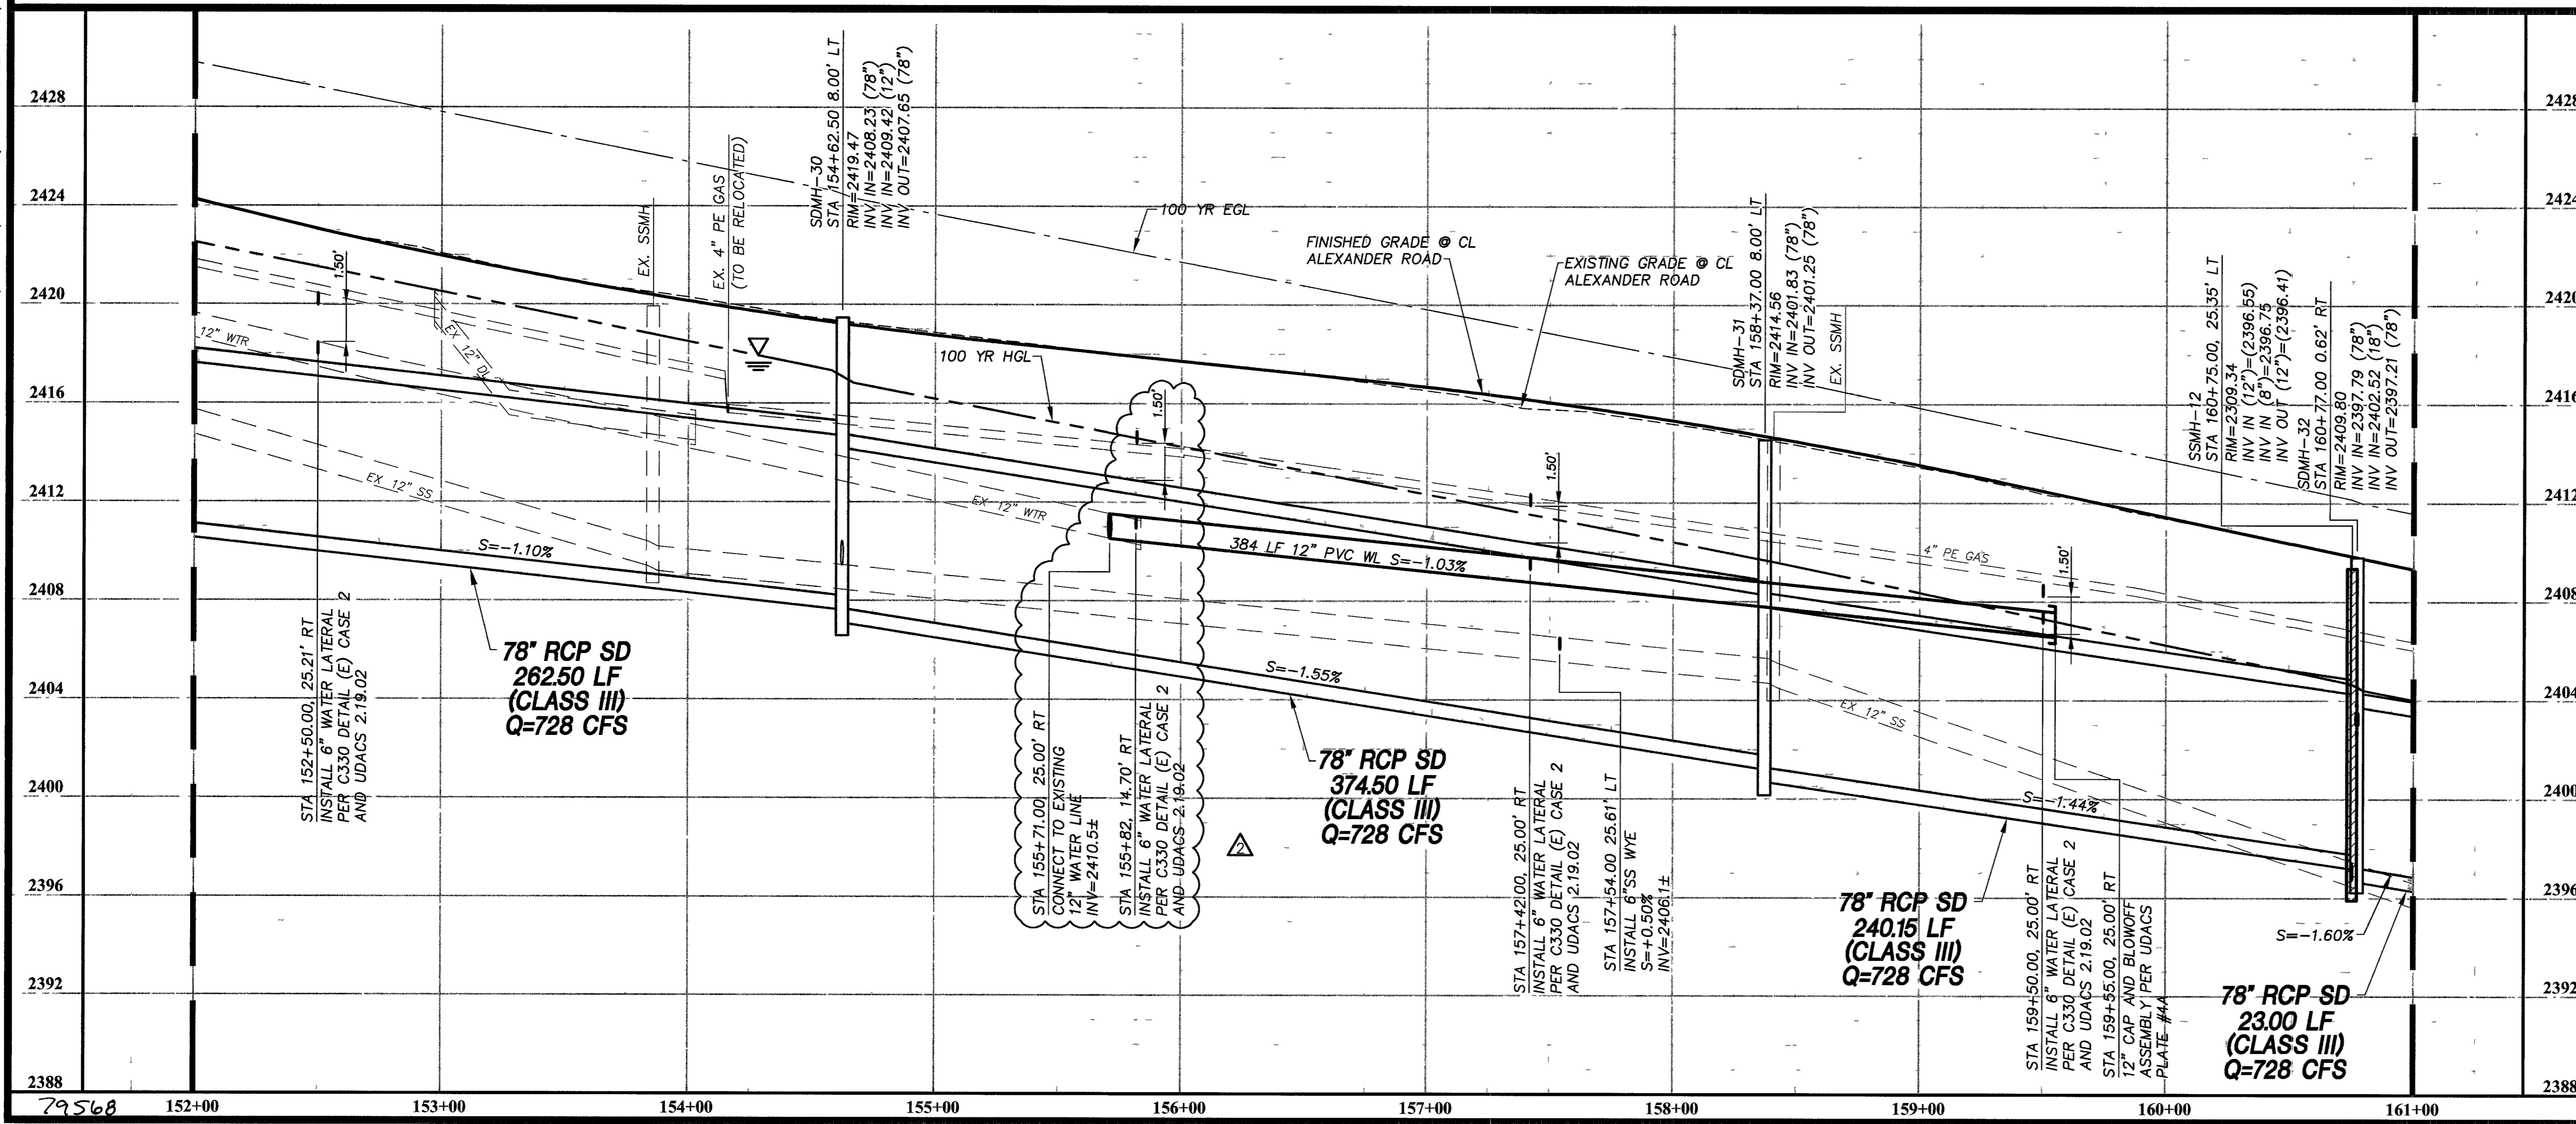 2428
2424
2420
2416
2412
2408
2404
2400
2396
2392
2388
2428
2424
2420
2416
2412
2408
2404
2400
2396
2392
2388
79568
152+00
153+00
154+00
155+00
156+00
157+00
158+00
159+00
160+00
161+00
12" WTR
1.50'
EX 12" DL
EX 12" SS
S=-1.10%
STA 152+50.00, 25.21' RT
INSTALL 6" WATER LATERAL
PER C330 DETAIL (E) CASE 2
AND UDACS 2.19.02
78" RCP SD
262.50 LF
(CLASS III)
Q=728 CFS
EX. SSMH
EX. 4" PE GAS
(TO BE RELOCATED)
SDMH-30
STA 154+62.50 8.00' LT
RIM=2419.47
INV IN=2408.23 (78")
INV IN=2409.42 (12")
INV OUT=2407.65 (78")
100 YR HGL
100 YR EGL
1.50'
EX 12" WTR
STA 155+71.00, 25.00' RT
CONNECT TO EXISTING
12" WATER LINE
INV=2410.5±
STA 155+82, 14.70' RT
INSTALL 6" WATER LATERAL
PER C330 DETAIL (E) CASE 2
AND UDACS 2.19.02
2
FINISHED GRADE @ CL
ALEXANDER ROAD
EXISTING GRADE @ CL
ALEXANDER ROAD
384 LF 12" PVC WL S=-1.03%
S=-1.55%
78" RCP SD
374.50 LF
(CLASS III)
Q=728 CFS
1.50'
STA 157+42.00, 25.00' RT
INSTALL 6" WATER LATERAL
PER C330 DETAIL (E) CASE 2
AND UDACS 2.19.02
STA 157+54.00 25.61' LT
INSTALL 6"SS WYE
S=+0.50%
INV=2406.1±
SDMH-31
STA 158+37.00 8.00' LT
RIM=2414.56
INV IN=2401.83 (78")
INV OUT=2401.25 (78")
EX. SSMH
4" PE GAS
EX 12" SS
1.50'
S=-1.44%
78" RCP SD
240.15 LF
(CLASS III)
Q=728 CFS
STA 159+50.00, 25.00' RT
INSTALL 6" WATER LATERAL
PER C330 DETAIL (E) CASE 2
AND UDACS 2.19.02
STA 159+55.00, 25.00' RT
12" CAP AND BLOWOFF
ASSEMBLY PER UDACS
PLATE #4A
SSMH-12
STA 160+75.00, 25.35' LT
RIM=2309.34
INV IN (12")=(2396.55)
INV IN (8")=2396.75
INV OUT (12")=(2396.41)
SDMH-32
STA 160+77.00 0.62' RT
RIM=2409.80
INV IN=2397.79 (78")
INV IN=2402.52 (18")
INV OUT=2397.21 (78")
S=-1.60%
78" RCP SD
23.00 LF
(CLASS III)
Q=728 CFS